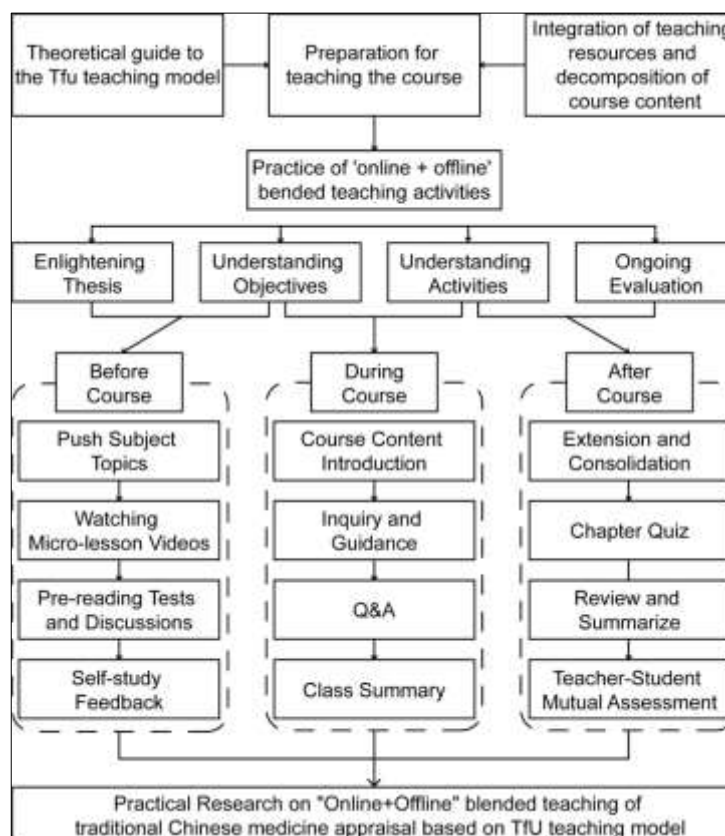 Theoretical guide to
the Tfu teaching model
Preparation for
teaching the course
Integration of teaching
resources and
decomposition of
course content
Practice of 'online + offline'
bended teaching activities
Enlightening
Thesis
Understanding
Objectives
Understanding
Activities
Ongoing
Evaluation
Before
Course
Push Subject
Topics
Watching
Micro-lesson Videos
Pre-reading Tests
and Discussions
Self-study
Feedback
During
Course
Course Content
Introduction
Inquiry and
Guidance
Q&A
Class Summary
After
Course
Extension and
Consolidation
Chapter Quiz
Review and
Summarize
Teacher-Student
Mutual Assessment
Practical Research on "Online+Offline" blended teaching of
traditional Chinese medicine appraisal based on TfU teaching model